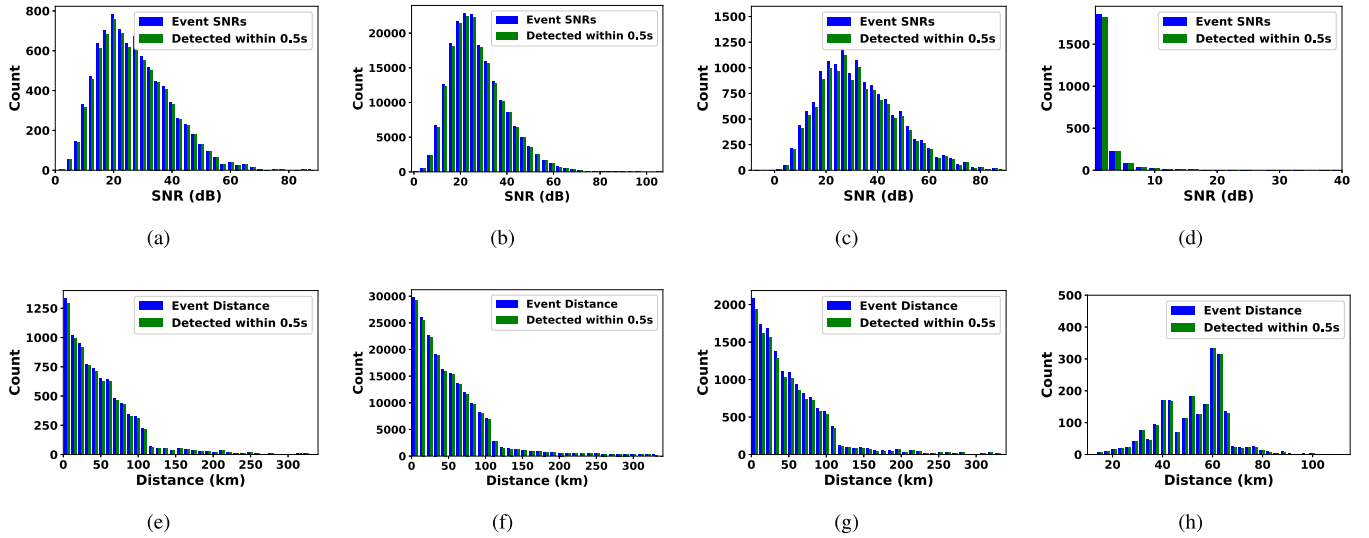 Count
800
600
400
200
0
Event SNRs
Detected within 0.5s
0 20 40 60 80
SNR (dB)
(a)
Count
20000
15000
10000
5000
0
Event SNRs
Detected within 0.5s
0 20 40 60 80 100
SNR (dB)
(b)
Count
1500
1250
1000
750
500
250
0
Event SNRs
Detected within 0.5s
0 20 40 60 80
SNR (dB)
(c)
Count
1500
1000
500
0
Event SNRs
Detected within 0.5s
10 20 30 40
SNR (dB)
(d)
Count
1250
1000
750
500
250
0
Event Distance
Detected within 0.5s
0 50 100 150 200 250 300
Distance (km)
(e)
Count
30000
25000
20000
15000
10000
5000
0
Event Distance
Detected within 0.5s
0 50 100 150 200 250 300
Distance (km)
(f)
Count
2000
1500
1000
500
0
Event Distance
Detected within 0.5s
0 50 100 150 200 250 300
Distance (km)
(g)
Count
500
400
300
200
100
0
Event Distance
Detected within 0.5s
20 40 60 80 100
Distance (km)
(h)